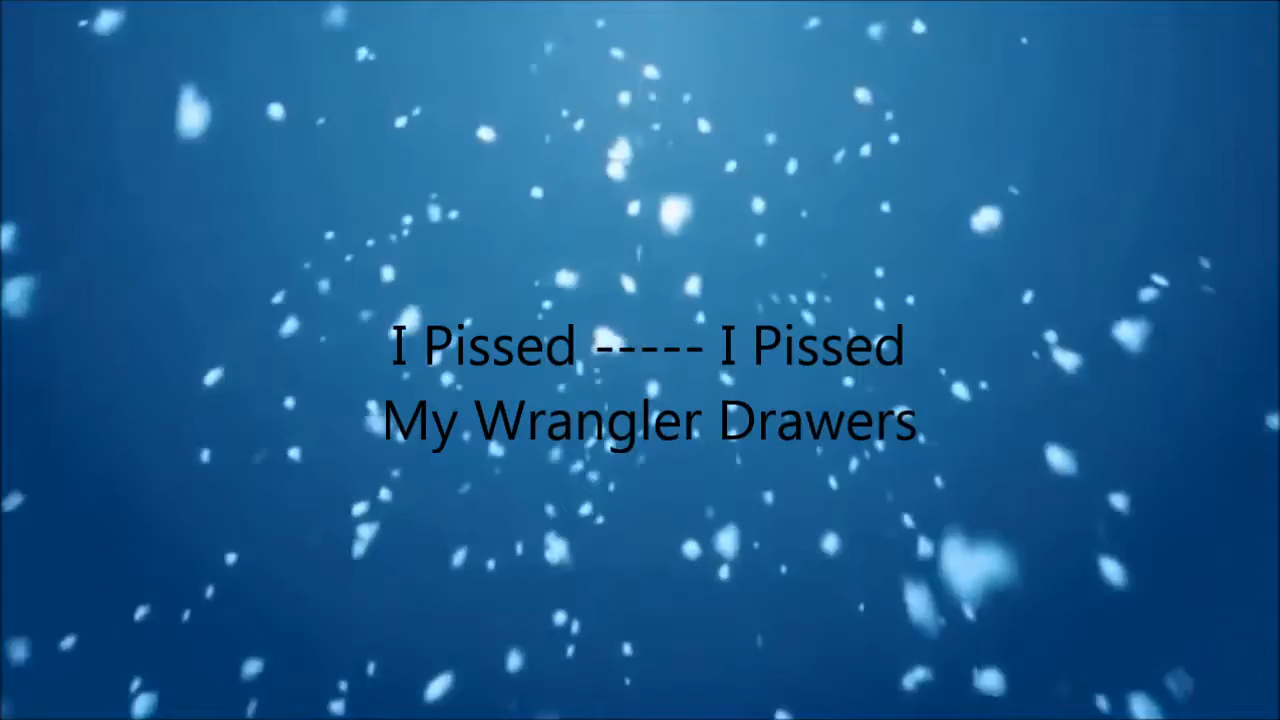 I Pissed ----- I Pissed
My Wrangler Drawers